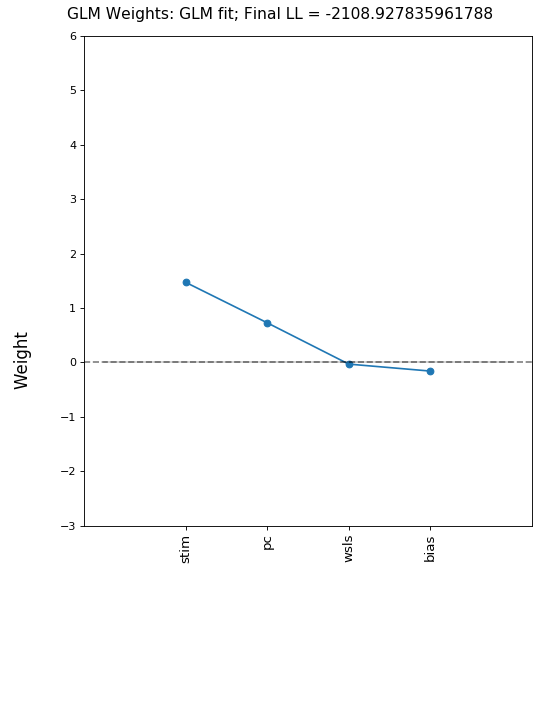 GLM Weights: GLM fit; Final LL = -2108.927835961788
6
5
4
3
2
1
0
−1
−2
−3
Weight
stim
pc
wsls
bias